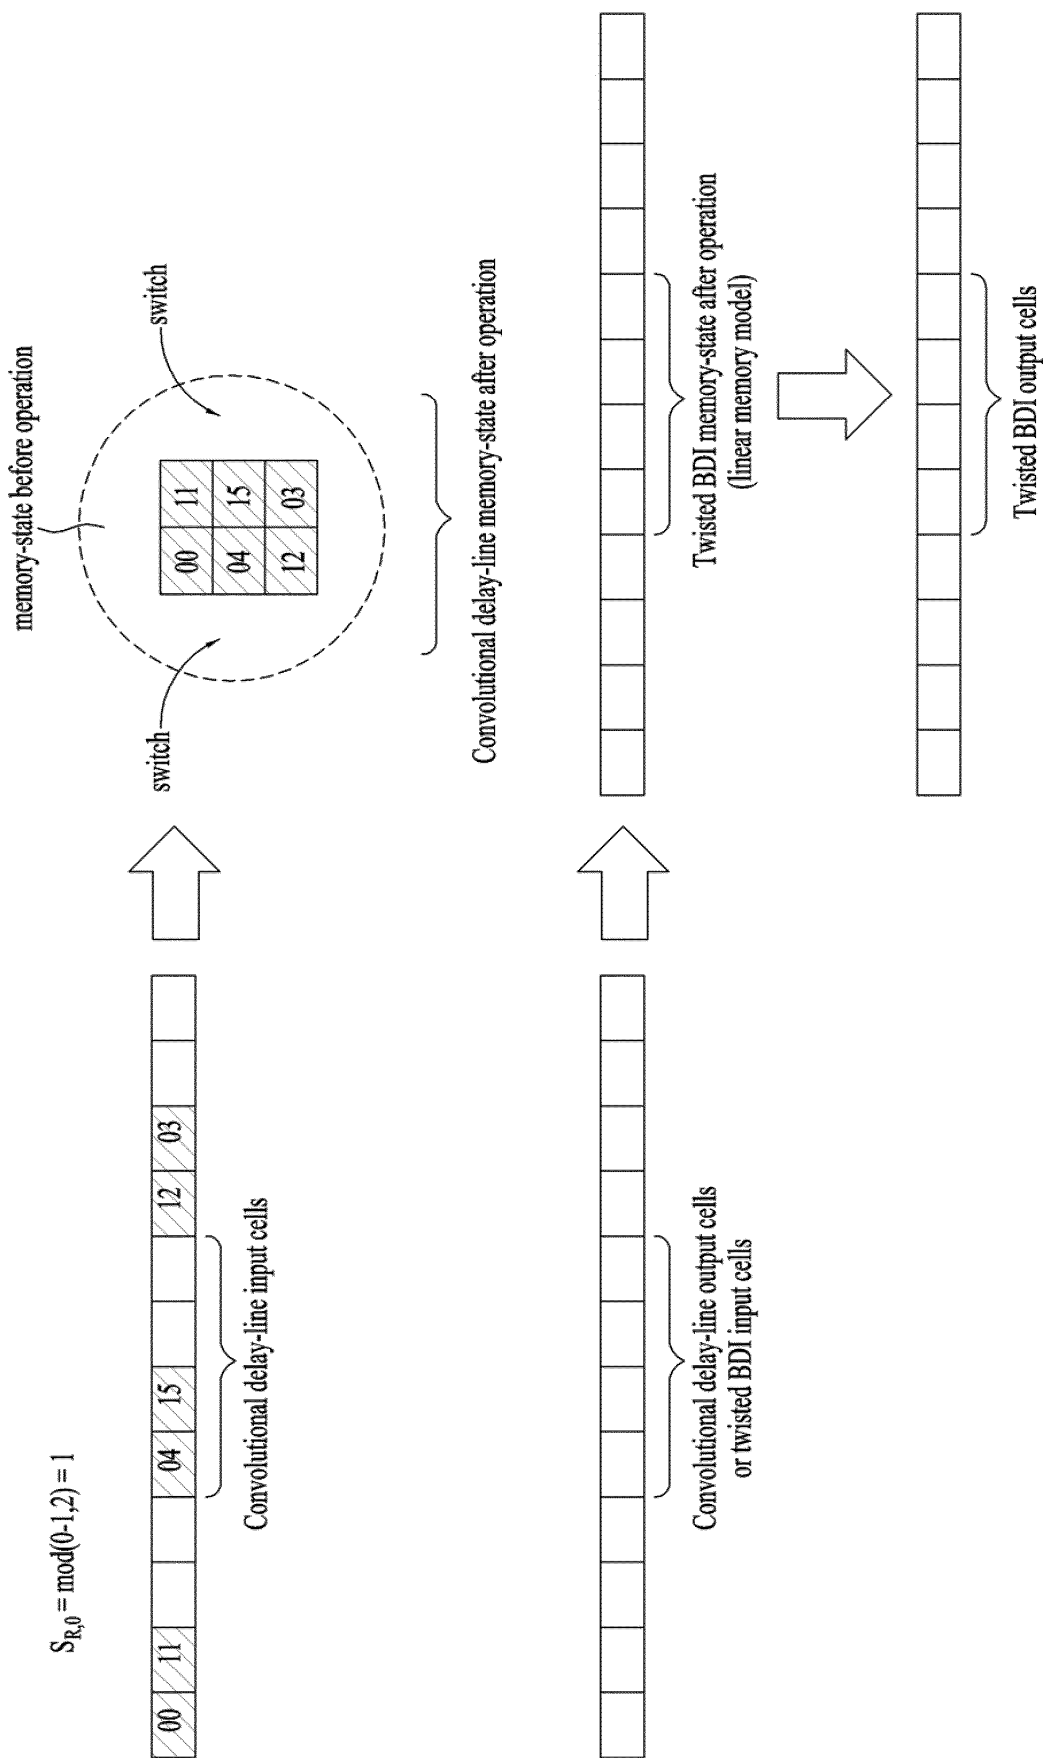 S_R,0 = mod(0-1,2) = 1
00 11 04 15 12 03
Convolutional delay-line input cells
memory-state before operation
switch
switch
00 11
04 15
12 03
Convolutional delay-line memory-state after operation
Convolutional delay-line output cells
or twisted BDI input cells
Twisted BDI memory-state after operation
(linear memory model)
Twisted BDI output cells